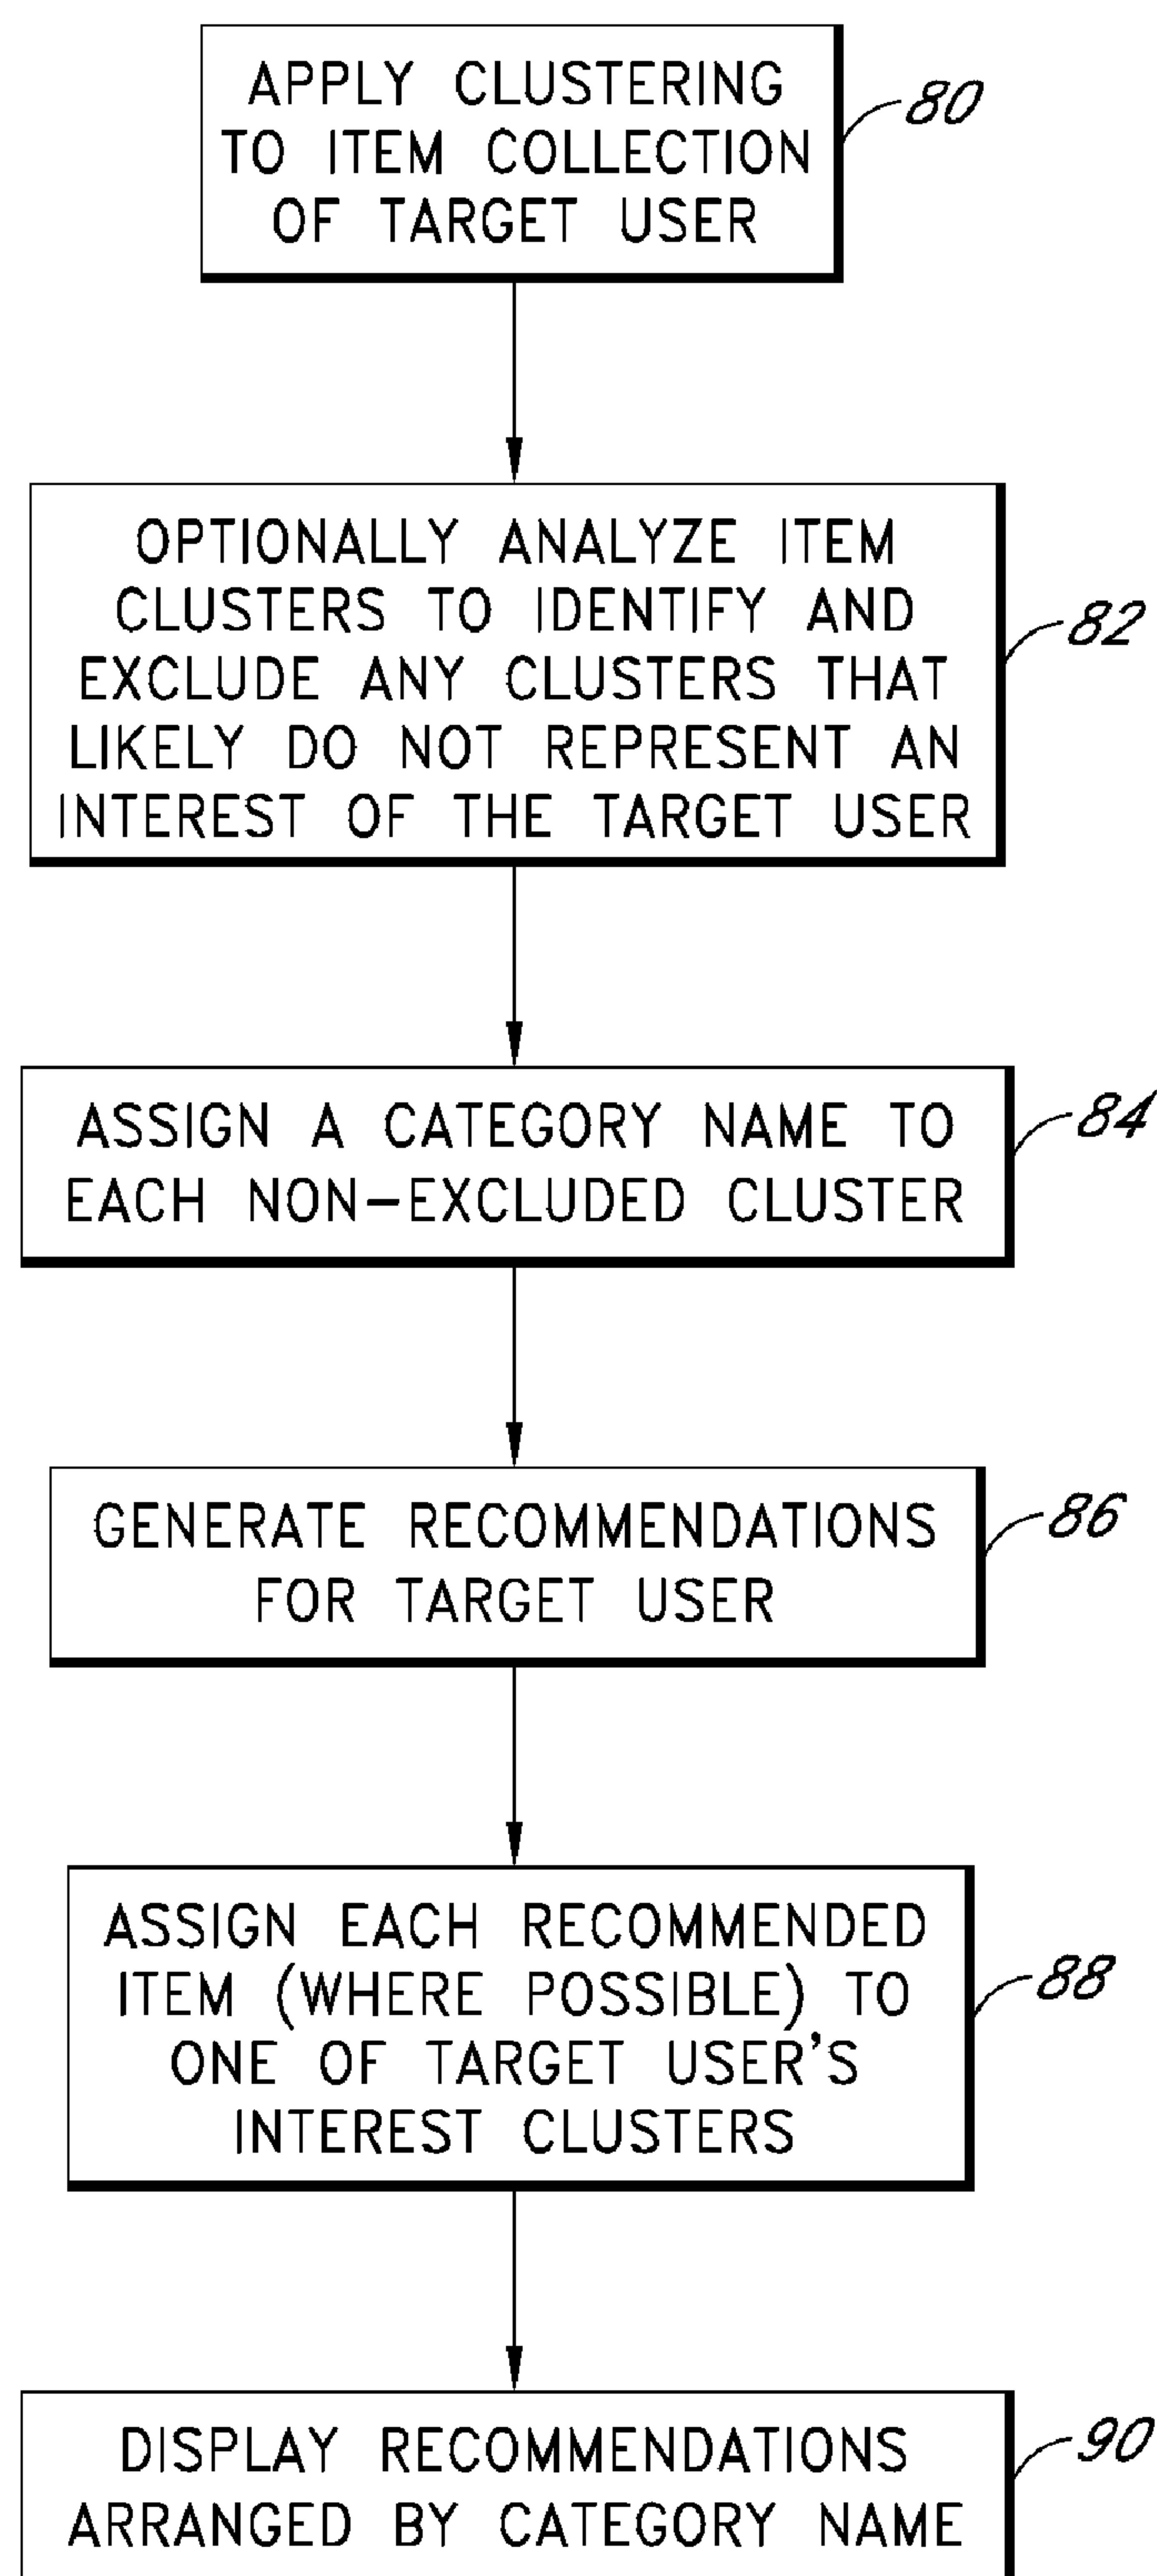 APPLY CLUSTERING
TO ITEM COLLECTION
OF TARGET USER
80
OPTIONALLY ANALYZE ITEM
CLUSTERS TO IDENTIFY AND
EXCLUDE ANY CLUSTERS THAT
LIKELY DO NOT REPRESENT AN
INTEREST OF THE TARGET USER
82
ASSIGN A CATEGORY NAME TO
EACH NON-EXCLUDED CLUSTER
84
GENERATE RECOMMENDATIONS
FOR TARGET USER
86
ASSIGN EACH RECOMMENDED
ITEM (WHERE POSSIBLE) TO
ONE OF TARGET USER'S
INTEREST CLUSTERS
88
DISPLAY RECOMMENDATIONS
ARRANGED BY CATEGORY NAME
90